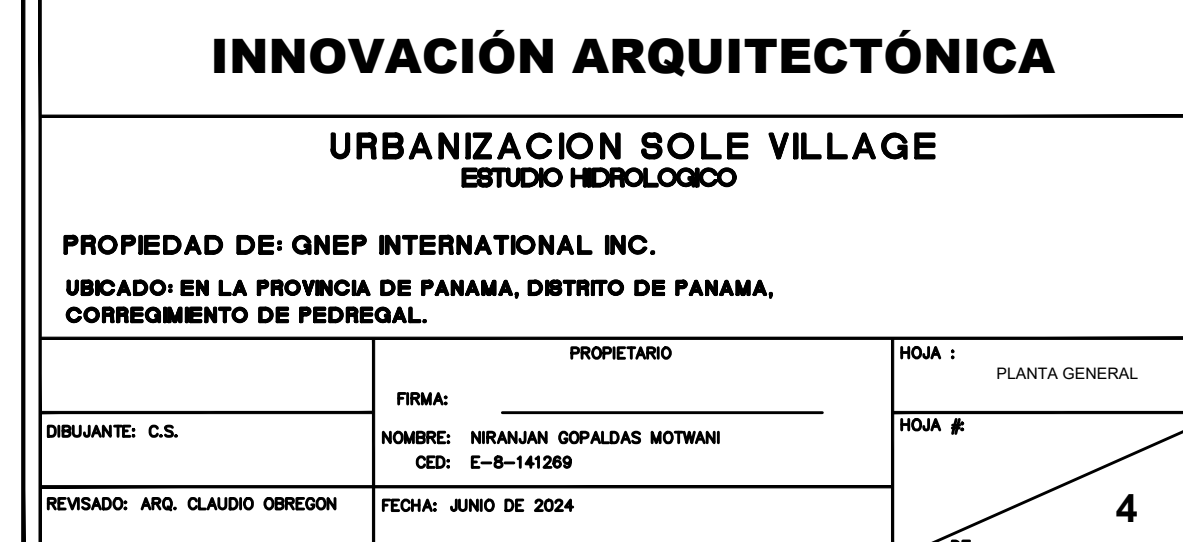 INNOVACIÓN ARQUITECTÓNICA
URBANIZACION SOLE VILLAGE
ESTUDIO HIDROLOGICO
PROPIEDAD DE: GNEP INTERNATIONAL INC.
UBICADO: EN LA PROVINCIA DE PANAMA, DISTRITO DE PANAMA,
CORREGIMIENTO DE PEDREGAL.
PROPIETARIO
FIRMA:
NOMBRE: NIRANJAN GOPALDAS MOTWANI
CED: E-8-141269
FECHA: JUNIO DE 2024
DIBUJANTE: C.S.
REVISADO: ARQ. CLAUDIO OBREGON
HOJA :
PLANTA GENERAL
HOJA #:
4